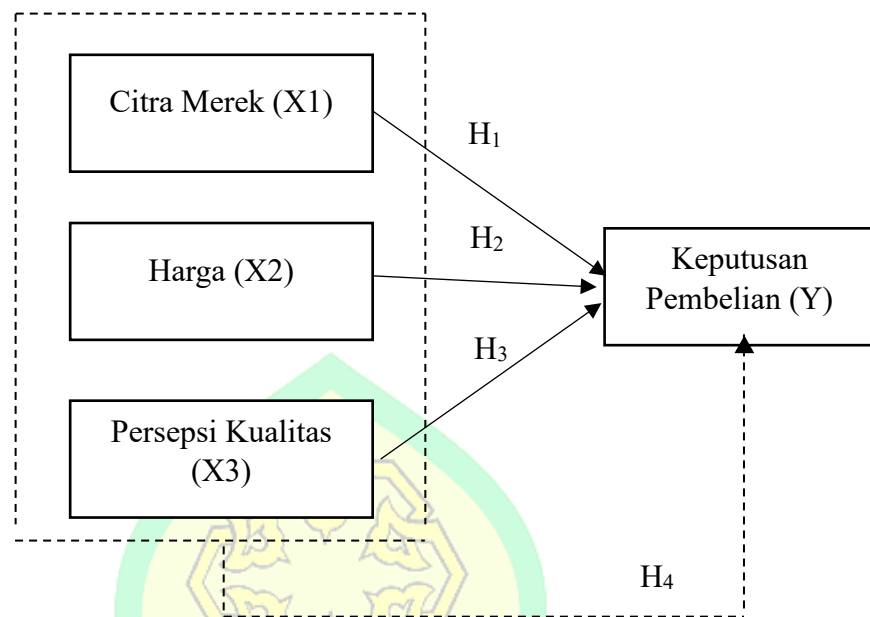 Citra Merek (X1)
H₁
H₂
Harga (X2)
Keputusan
Pembelian (Y)
H₃
Persepsi Kualitas
(X3)
H₄